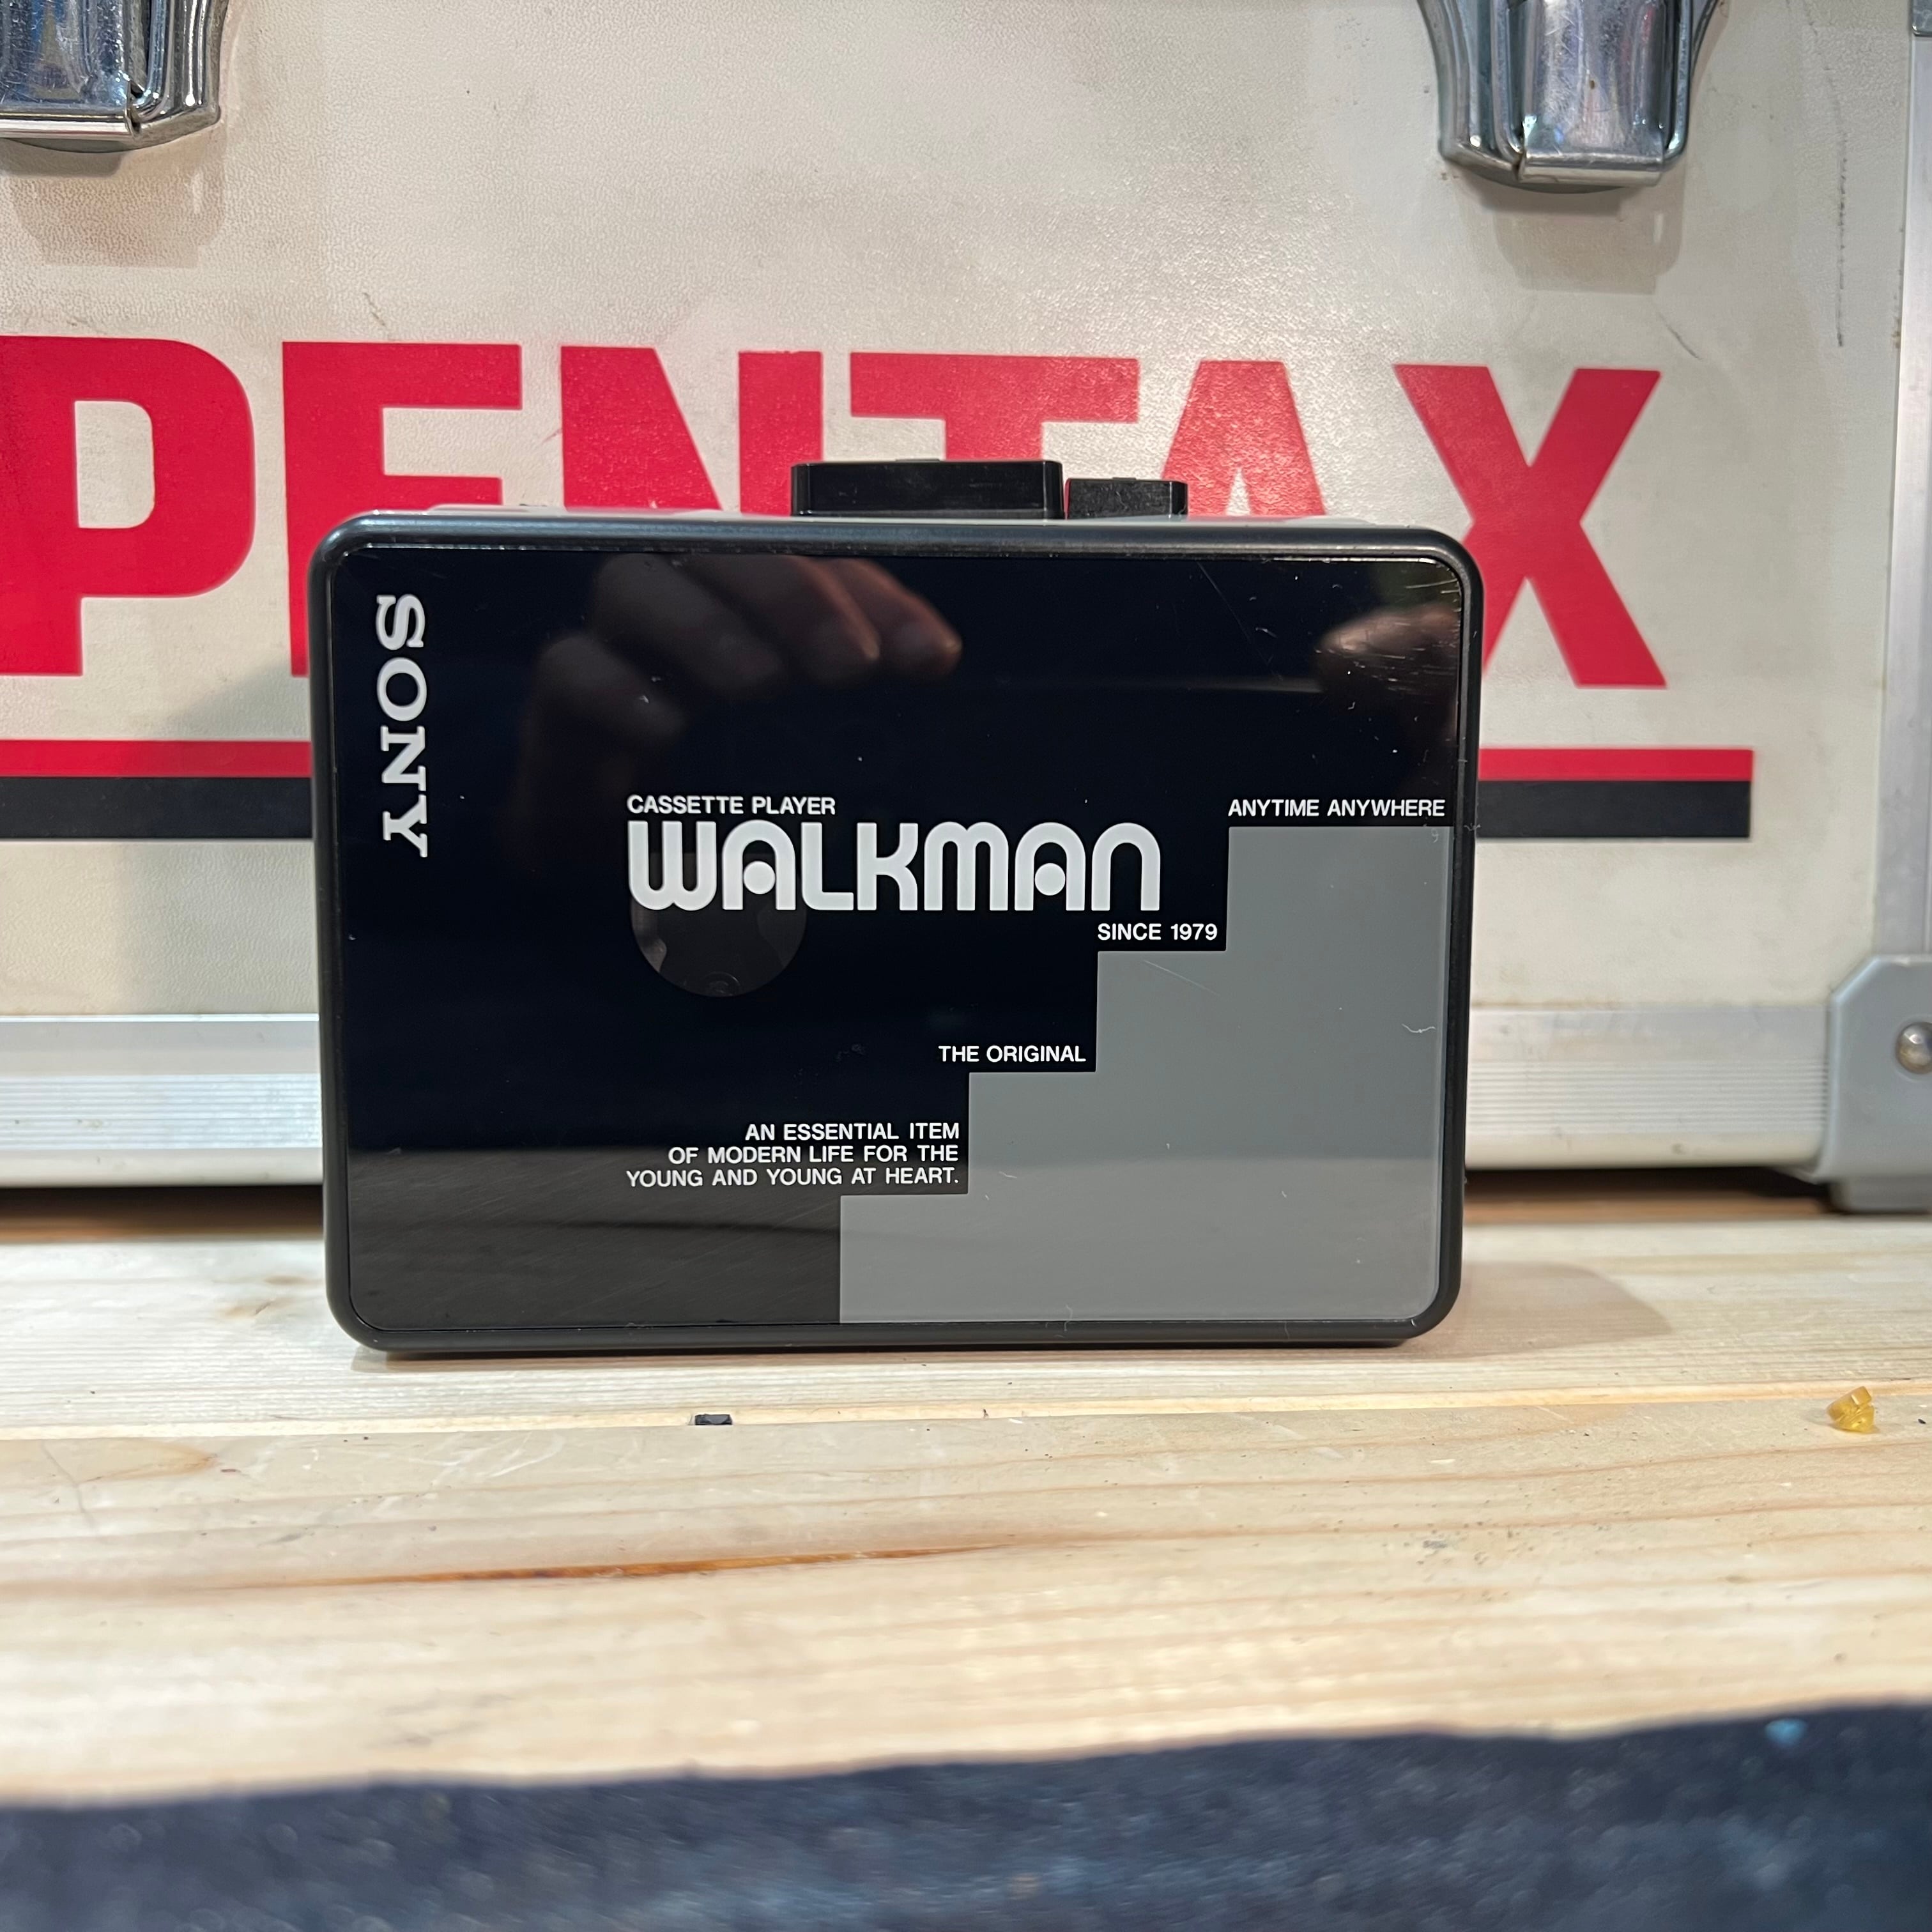 PENTAX
SONY
CASSETTE PLAYER
WALKMAN
ANYTIME ANYWHERE
SINCE 1979
THE ORIGINAL
AN ESSENTIAL ITEM
OF MODERN LIFE FOR THE
YOUNG AND YOUNG AT HEART.